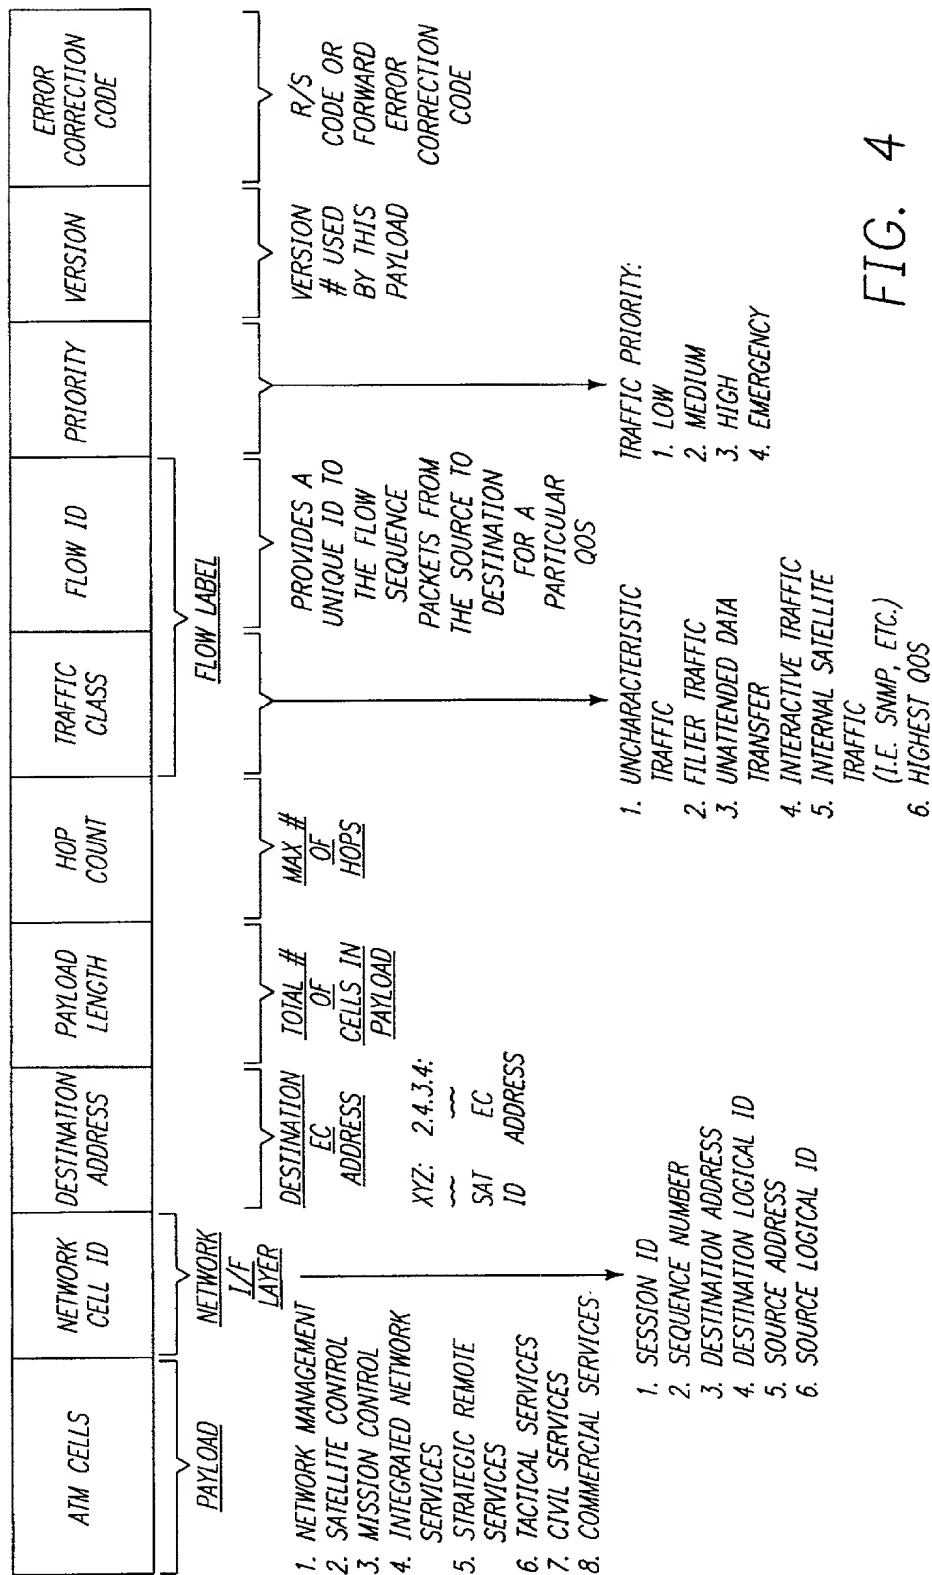 ATM CELLS
NETWORK
CELL ID
DESTINATION
ADDRESS
PAYLOAD
LENGTH
HOP
COUNT
TRAFFIC
CLASS
FLOW ID
PRIORITY
VERSION
ERROR
CORRECTION
CODE
PAYLOAD
1. NETWORK MANAGEMENT
2. SATELLITE CONTROL
3. MISSION CONTROL
4. INTEGRATED NETWORK
SERVICES
5. STRATEGIC REMOTE
SERVICES
6. TACTICAL SERVICES
7. CIVIL SERVICES
8. COMMERCIAL SERVICES
NETWORK
I/F
LAYER
1. SESSION ID
2. SEQUENCE NUMBER
3. DESTINATION ADDRESS
4. DESTINATION LOGICAL ID
5. SOURCE ADDRESS
6. SOURCE LOGICAL ID
DESTINATION
EC
ADDRESS
XYZ: 2.4.3.4:
SAT EC
ID ADDRESS
TOTAL #
OF
CELLS IN
PAYLOAD
MAX #
OF
HOPS
FLOW LABEL
1. UNCHARACTERISTIC
TRAFFIC
2. FILTER TRAFFIC
3. UNATTENDED DATA
TRANSFER
4. INTERACTIVE TRAFFIC
5. INTERNAL SATELLITE
TRAFFIC
(I.E. SNMP, ETC.)
6. HIGHEST QOS
PROVIDES A
UNIQUE ID TO
THE FLOW
SEQUENCE
PACKETS FROM
THE SOURCE TO
DESTINATION
FOR A
PARTICULAR
QOS
TRAFFIC PRIORITY:
1. LOW
2. MEDIUM
3. HIGH
4. EMERGENCY
VERSION
# USED
BY THIS
PAYLOAD
R/S
CODE OR
FORWARD
ERROR
CORRECTION
CODE
FIG. 4